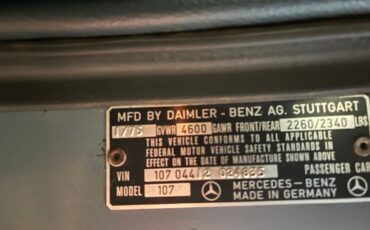 MFD BY DAIMLER - BENZ AG. STUTTGART
1/75 GVWR 4600 GAWR FRONT/REAR 2260/2340 LBS
THIS VEHICLE CONFORMS TO ALL APPLICABLE
FEDERAL MOTOR VEHICLE SAFETY STANDARDS IN
EFFECT ON THE DATE OF MANUFACTURE SHOWN ABOVE
VIN 107 044 12 024835 PASSENGER CAR
MODEL 107 MERCEDES-BENZ
MADE IN GERMANY